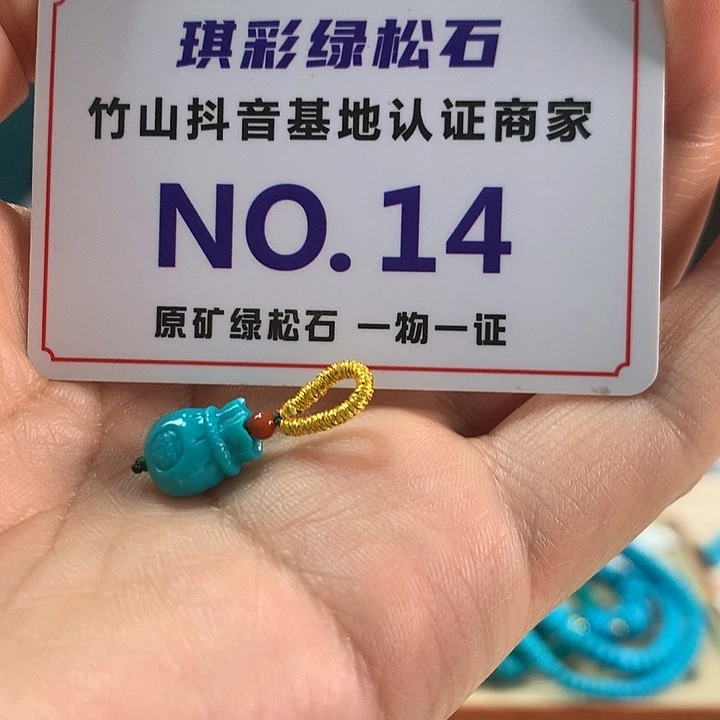 琪彩绿松石
竹山抖音基地认证商家
NO.14
原矿绿松石 一物一证